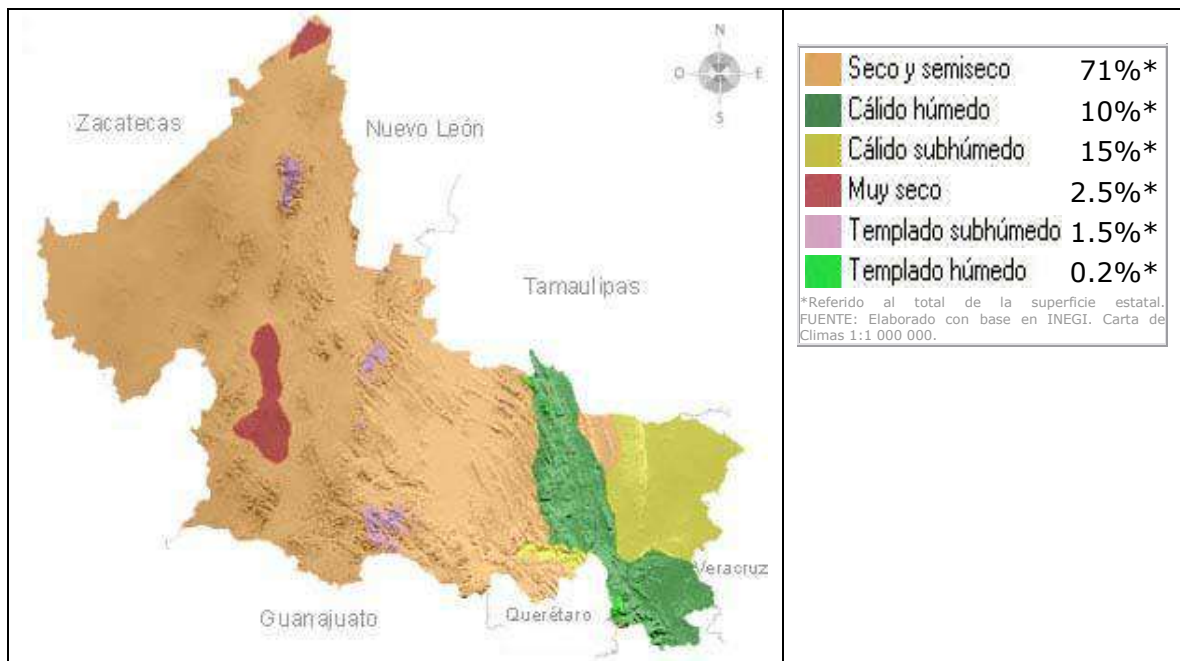 N
O E
S
Zacatecas
Nuevo León
Tamaulipas
Veracruz
Guanajuato
Querétaro
Seco y semiseco 71%*
Cálido húmedo 10%*
Cálido subhúmedo 15%*
Muy seco 2.5%*
Templado subhúmedo 1.5%*
Templado húmedo 0.2%*
*Referido al total de la superficie estatal.
FUENTE: Elaborado con base en INEGI. Carta de
Climas 1:1 000 000.